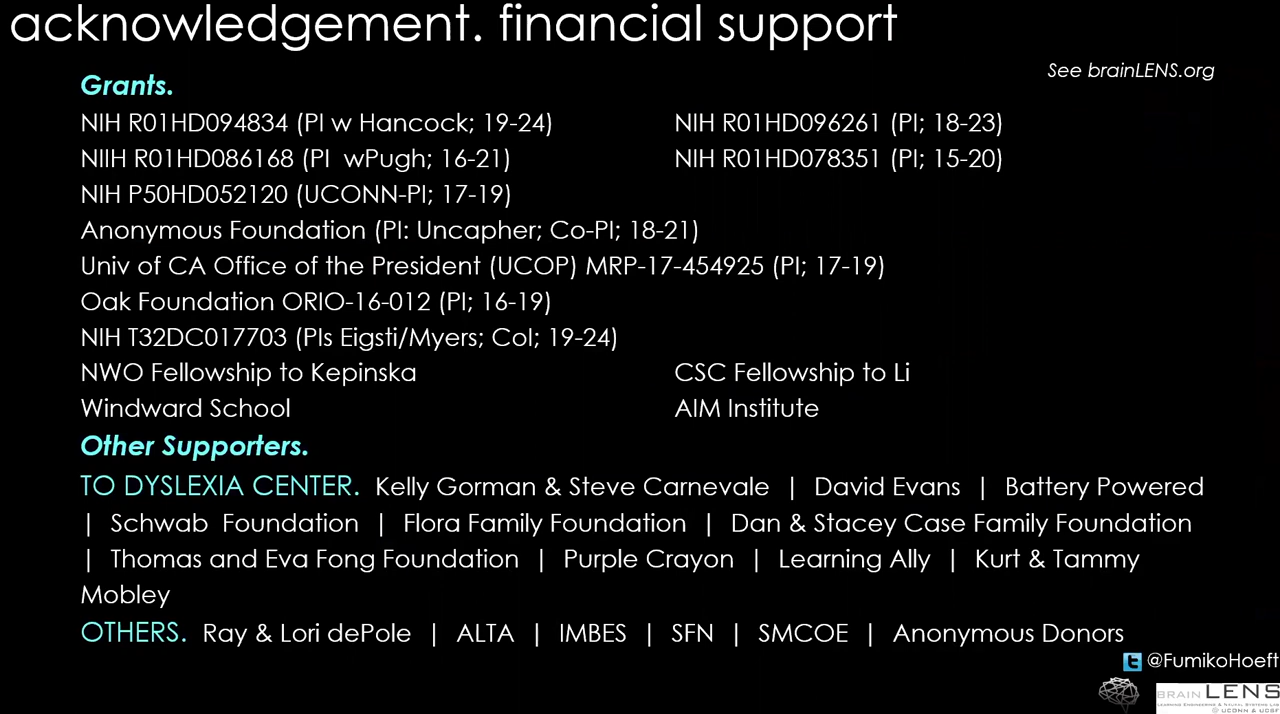 acknowledgement. financial support
See brainLENS.org
Grants.
NIH R01HD094834 (PI w Hancock; 19-24)
NIH R01HD096261 (PI; 18-23)
NIIH R01HD086168 (PI  wPugh; 16-21)
NIH R01HD078351 (PI; 15-20)
NIH P50HD052120 (UCONN-PI; 17-19)
Anonymous Foundation (PI: Uncapher; Co-PI; 18-21)
Univ of CA Office of the President (UCOP) MRP-17-454925 (PI; 17-19)
Oak Foundation ORIO-16-012 (PI; 16-19)
NIH T32DC017703 (PIs Eigsti/Myers; CoI; 19-24)
NWO Fellowship to Kepinska
CSC Fellowship to Li
Windward School
AIM Institute
Other Supporters.
TO DYSLEXIA CENTER.  Kelly Gorman & Steve Carnevale  |  David Evans  |  Battery Powered
|  Schwab  Foundation  |  Flora Family Foundation  |  Dan & Stacey Case Family Foundation
|  Thomas and Eva Fong Foundation  |  Purple Crayon  |  Learning Ally  |  Kurt & Tammy
Mobley
OTHERS.  Ray & Lori dePole  |  ALTA  |  IMBES  |  SFN  |  SMCOE  |  Anonymous Donors
@FumikoHoeft
BRAIN LENS
LEARNING ENGINEERING & NEURAL SYSTEMS LAB
@ UCONN & UCSF